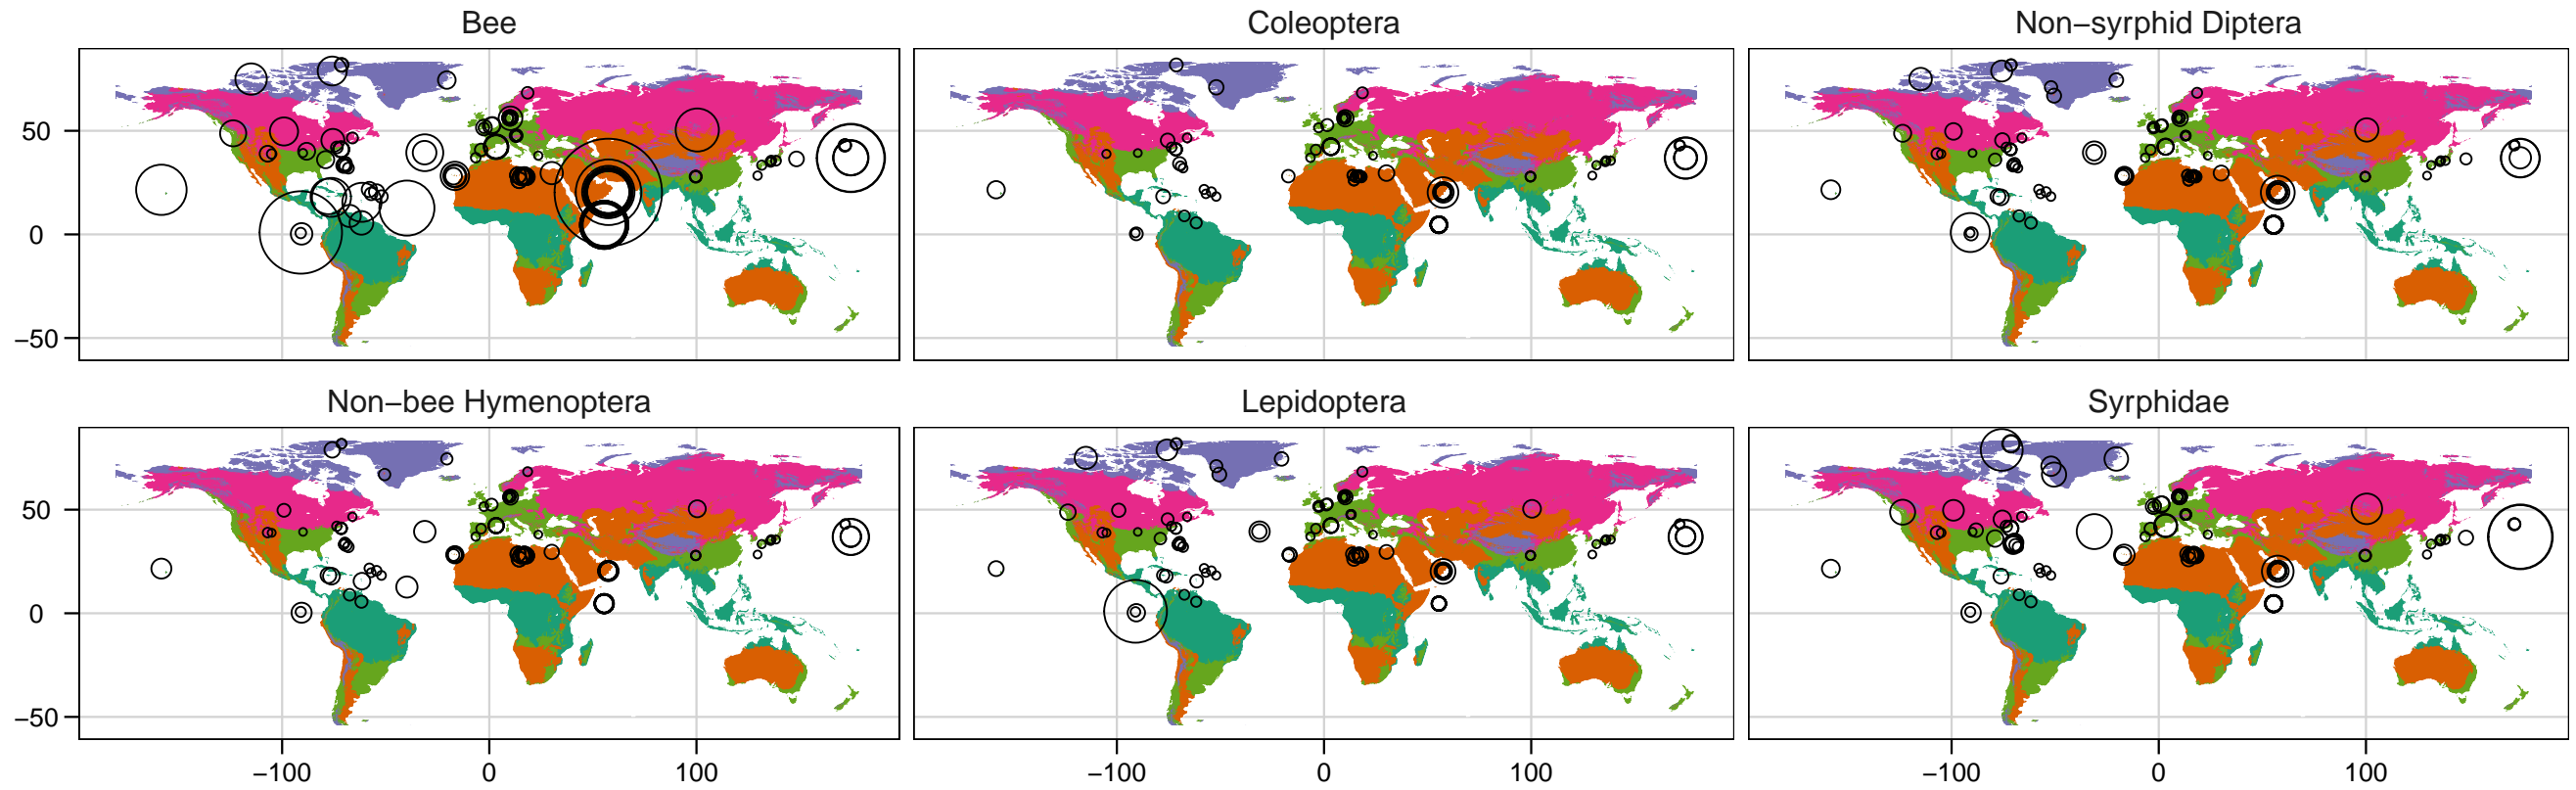 Bee
Coleoptera
Non−syrphid Diptera
50
0
−50
Non−bee Hymenoptera
Lepidoptera
Syrphidae
50
0
−50
−100 0 100
−100 0 100
−100 0 100